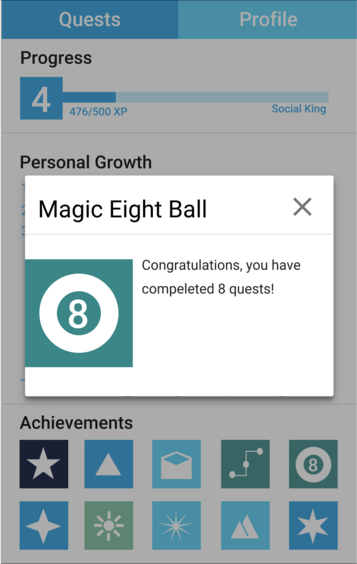 Quests
Profile
Progress
4
476/500 XP
Social King
Personal Growth
Magic Eight Ball
8
Congratulations, you have
compeleted 8 quests!
Achievements
8